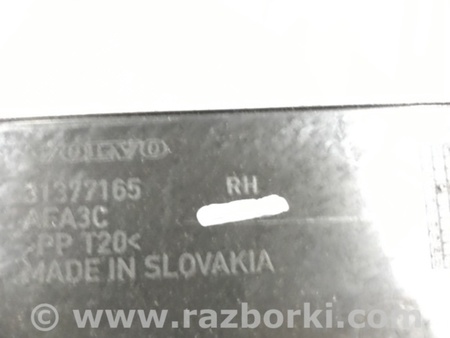 VOLVO
31377165 RH
AEA3C
>PP T20<
MADE IN SLOVAKIA
© www.razborki.com